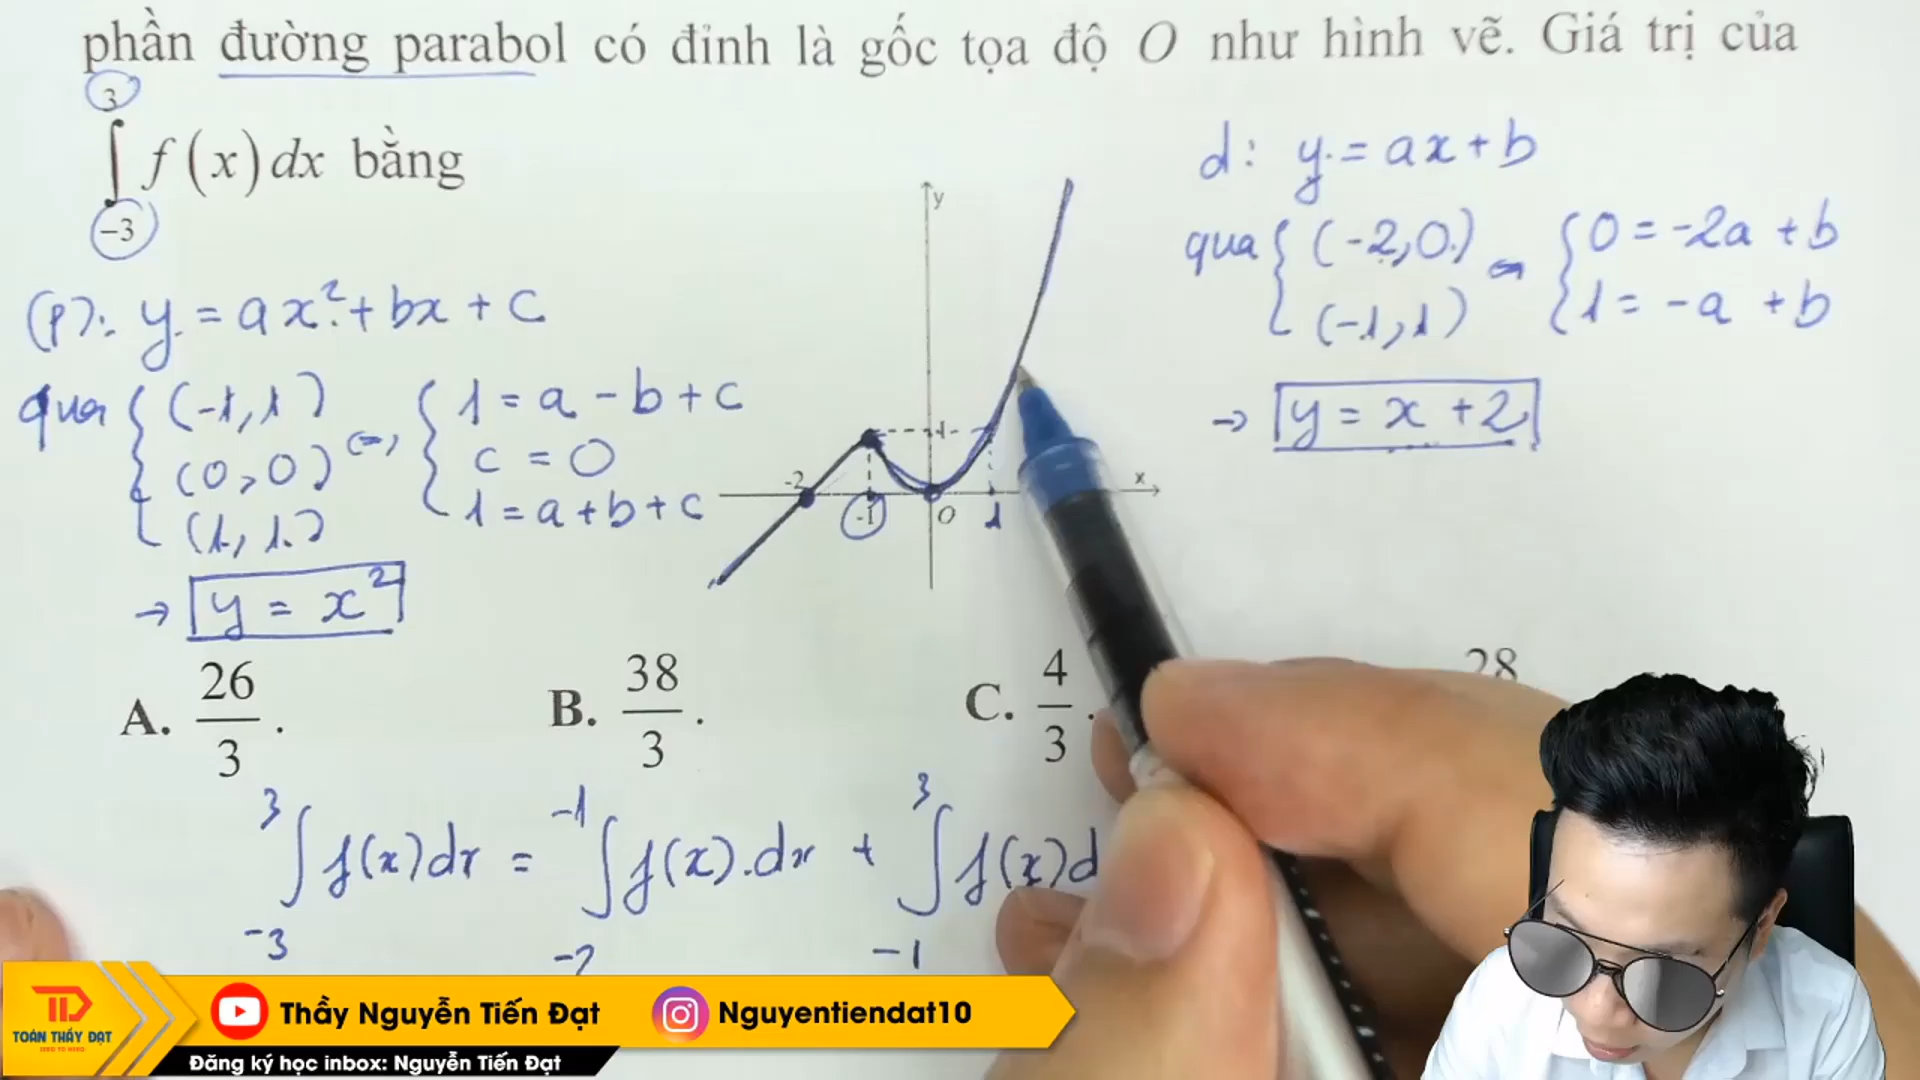 phần đường parabol có đỉnh là gốc tọa độ O như hình vẽ. Giá trị của
3
∫ f(x)dx bằng
-3
d: y = ax + b
qua { (-2,0) ⇔ { 0 = -2a + b
(-1,1) 1 = -a + b
→ y = x + 2
(P): y = ax² + bx + c
qua { (-1,1) ⇔ { 1 = a - b + c
(0,0) c = 0
(1,1) 1 = a + b + c
→ y = x²
y
1
-2 -1 O 1 x
A. 26/3 .
B. 38/3 .
C. 4/3 .
28
3 -1 3
∫ f(x)dx = ∫ f(x).dx + ∫ f(x)d
-3 -2 -1
TOÁN THẦY ĐẠT
Thầy Nguyễn Tiến Đạt
Nguyentiendat10
Đăng ký học inbox: Nguyễn Tiến Đạt